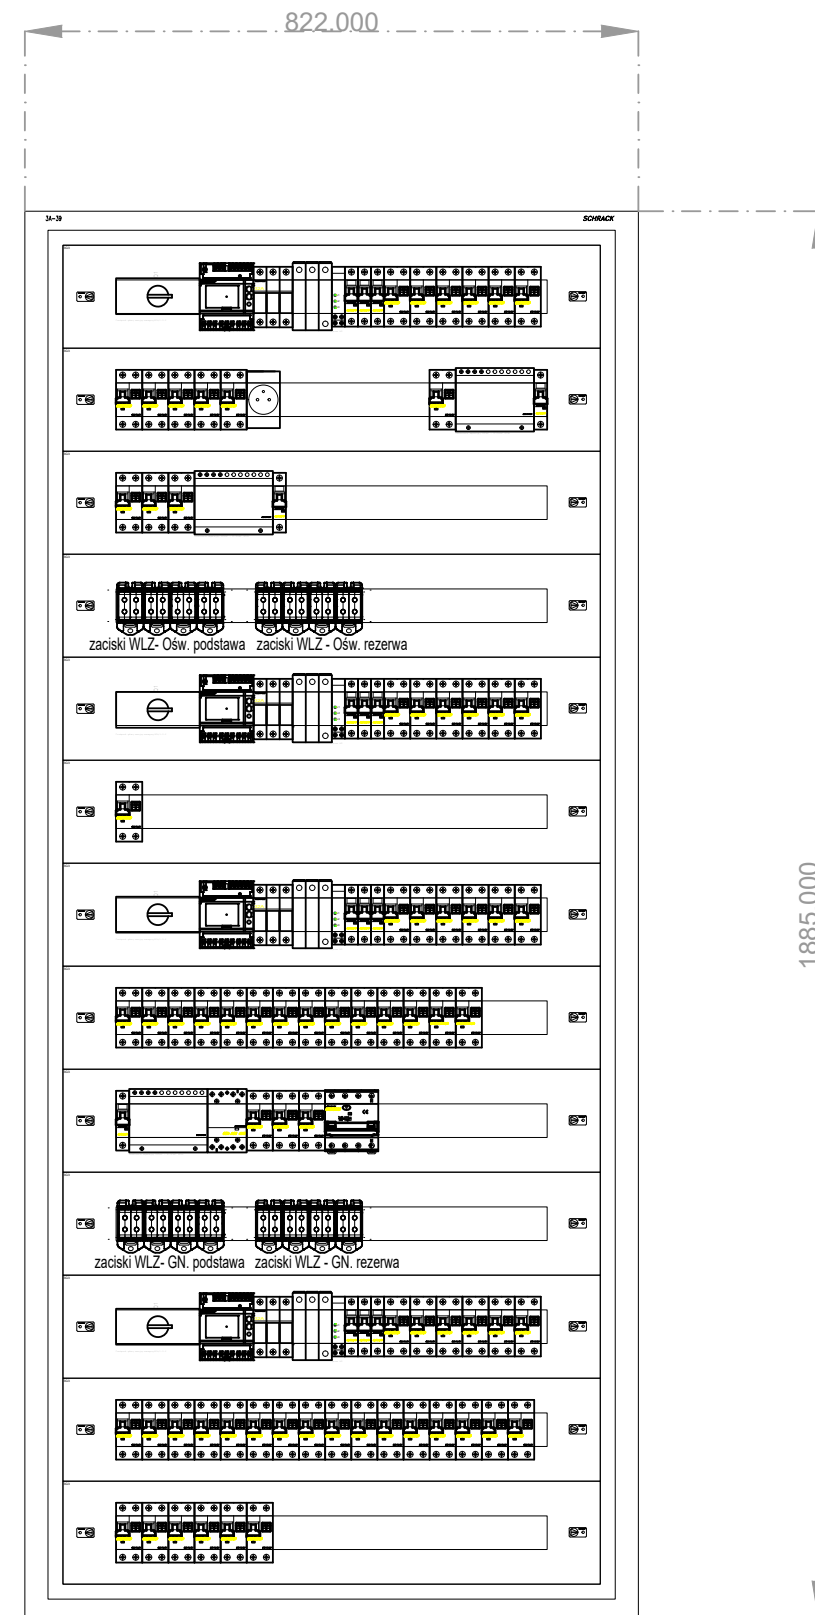 822.000
3A-39
SCHRACK
zaciski WLZ- Ośw. podstawa zaciski WLZ - Ośw. rezerwa
1885.000
zaciski WLZ- GN. podstawa zaciski WLZ - GN. rezerwa